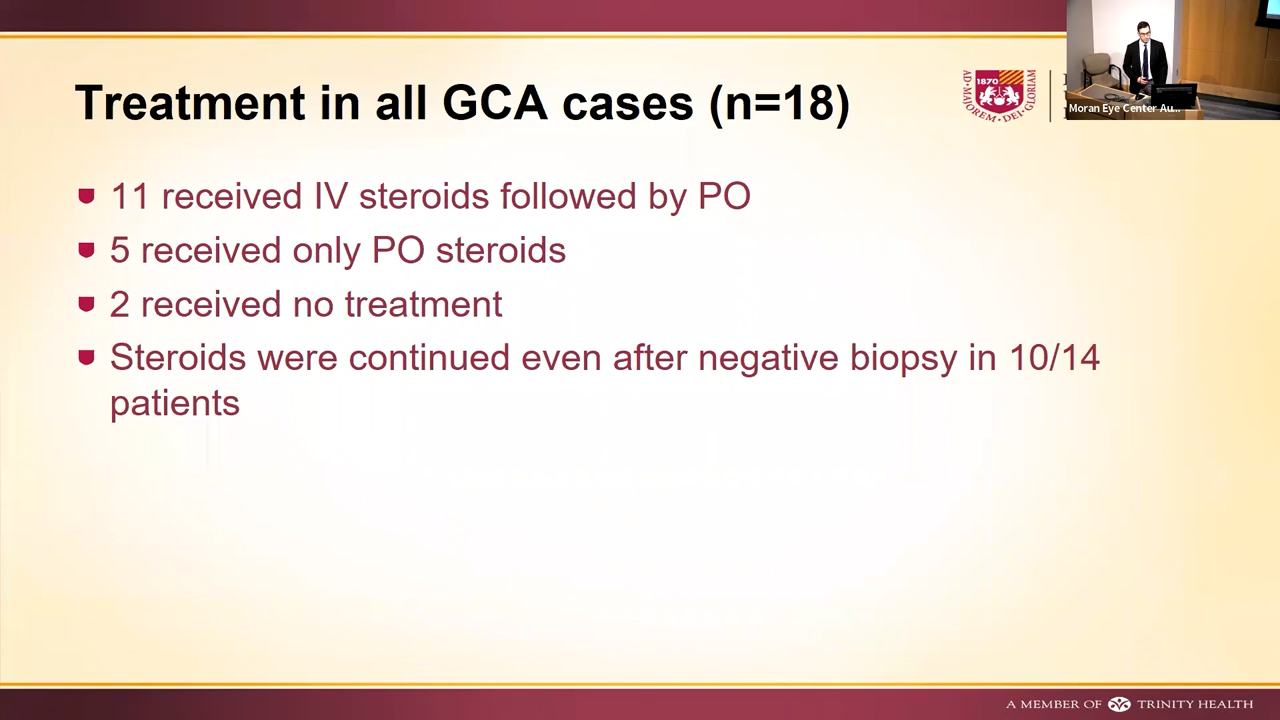 Treatment in all GCA cases (n=18)
1870
AD·MAJOREM·DEI·GLORIAM
Moran Eye Center Au...
11 received IV steroids followed by PO
5 received only PO steroids
2 received no treatment
Steroids were continued even after negative biopsy in 10/14
patients
A MEMBER OF TRINITY HEALTH